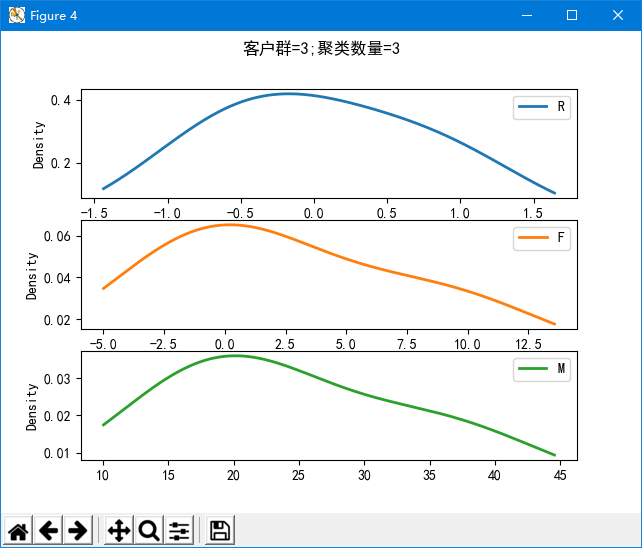 Figure 4
客户群=3;聚类数量=3
0.4
0.2
Density
R
-1.5 -1.0 -0.5 0.0 0.5 1.0 1.5
0.06
0.04
0.02
Density
F
-5.0 -2.5 0.0 2.5 5.0 7.5 10.0 12.5
0.03
0.02
0.01
Density
M
10 15 20 25 30 35 40 45